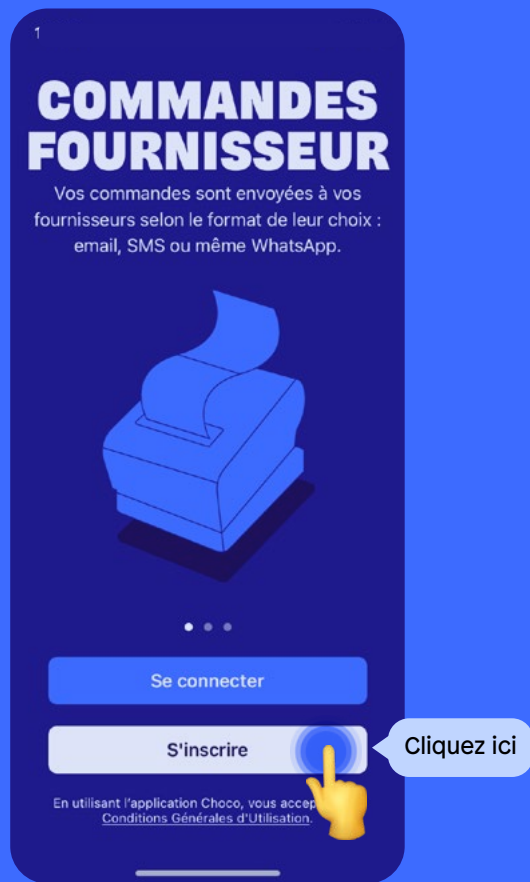 1
COMMANDES
FOURNISSEUR
Vos commandes sont envoyées à vos
fournisseurs selon le format de leur choix :
email, SMS ou même WhatsApp.
Se connecter
S'inscrire
Cliquez ici
En utilisant l'application Choco, vous
Conditions Générales d'Utilisation.